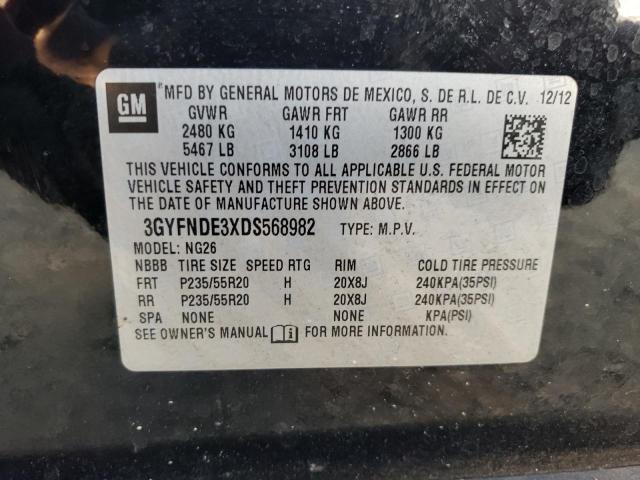 GM
MFD BY GENERAL MOTORS DE MEXICO, S. DE R.L. DE C.V. 12/12
GVWR GAWR FRT GAWR RR
2480 KG 1410 KG 1300 KG
5467 LB 3108 LB 2866 LB
THIS VEHICLE CONFORMS TO ALL APPLICABLE U.S. FEDERAL MOTOR
VEHICLE SAFETY AND THEFT PREVENTION STANDARDS IN EFFECT ON
THE DATE OF MANUFACTURE SHOWN ABOVE.
3GYFNDE3XDS568982 TYPE: M.P.V.
MODEL: NG26
NBBB TIRE SIZE SPEED RTG RIM COLD TIRE PRESSURE
FRT P235/55R20 H 20X8J 240KPA(35PSI)
RR P235/55R20 H 20X8J 240KPA(35PSI)
SPA NONE NONE KPA(PSI)
SEE OWNER'S MANUAL FOR MORE INFORMATION.